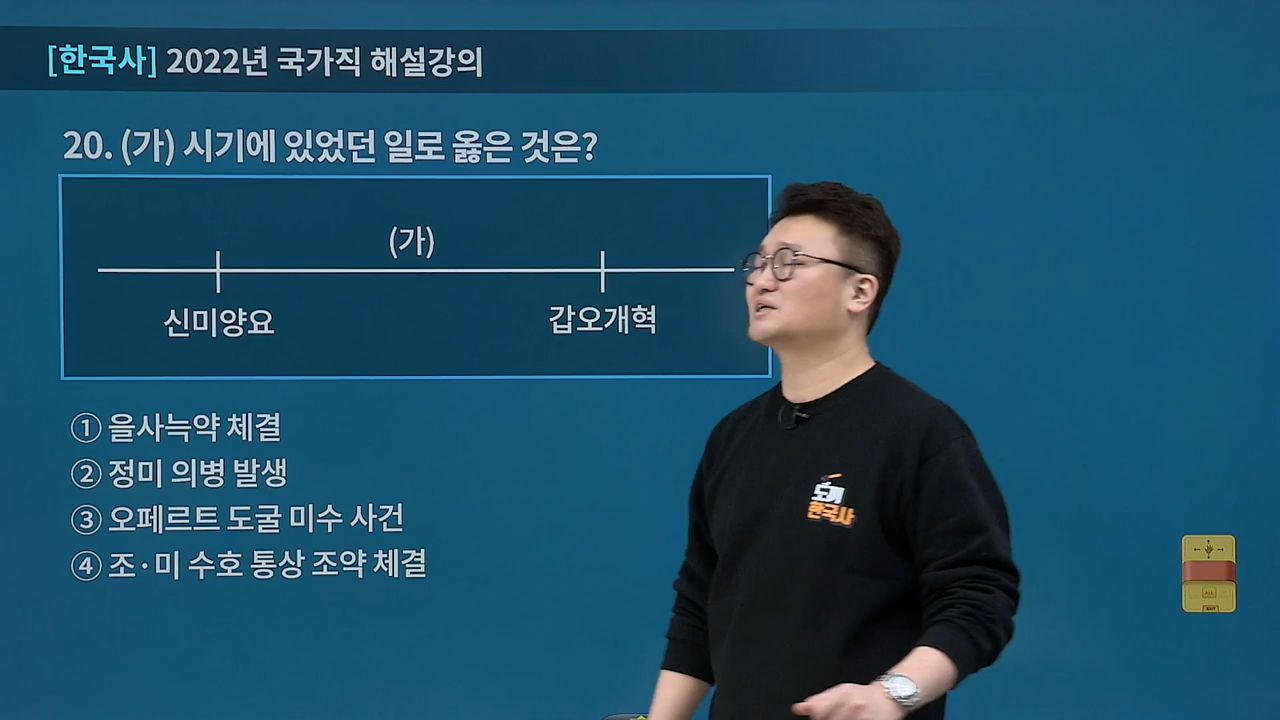 [한국사] 2022년 국가직 해설강의
20. (가) 시기에 있었던 일로 옳은 것은?
(가)
신미양요
갑오개혁
① 을사늑약 체결
② 정미 의병 발생
③ 오페르트 도굴 미수 사건
④ 조·미 수호 통상 조약 체결
도기
한국사
ALL
EXIT